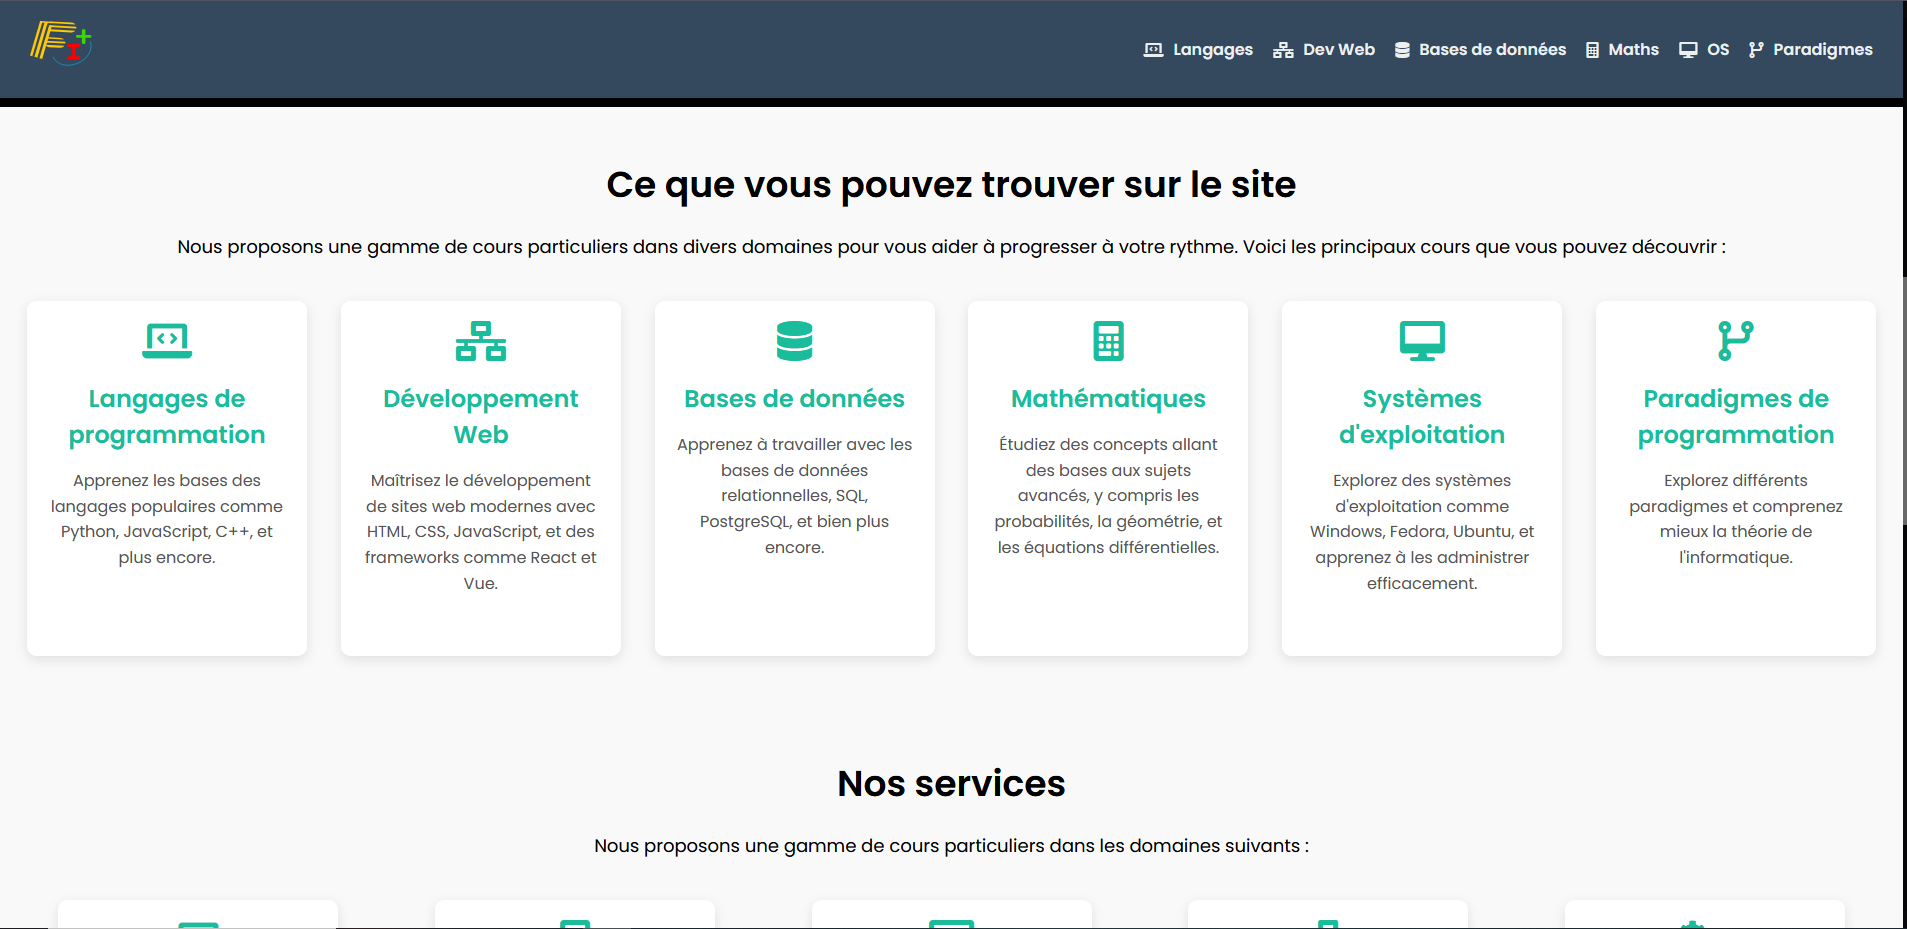 FI+
Langages Dev Web Bases de données Maths OS Paradigmes
Ce que vous pouvez trouver sur le site
Nous proposons une gamme de cours particuliers dans divers domaines pour vous aider à progresser à votre rythme. Voici les principaux cours que vous pouvez découvrir :
Langages de
programmation
Apprenez les bases des
langages populaires comme
Python, JavaScript, C++, et
plus encore.
Développement
Web
Maîtrisez le développement
de sites web modernes avec
HTML, CSS, JavaScript, et des
frameworks comme React et
Vue.
Bases de données
Apprenez à travailler avec les
bases de données
relationnelles, SQL,
PostgreSQL, et bien plus
encore.
Mathématiques
Étudiez des concepts allant
des bases aux sujets
avancés, y compris les
probabilités, la géométrie, et
les équations différentielles.
Systèmes
d'exploitation
Explorez des systèmes
d'exploitation comme
Windows, Fedora, Ubuntu, et
apprenez à les administrer
efficacement.
Paradigmes de
programmation
Explorez différents
paradigmes et comprenez
mieux la théorie de
l'informatique.
Nos services
Nous proposons une gamme de cours particuliers dans les domaines suivants :